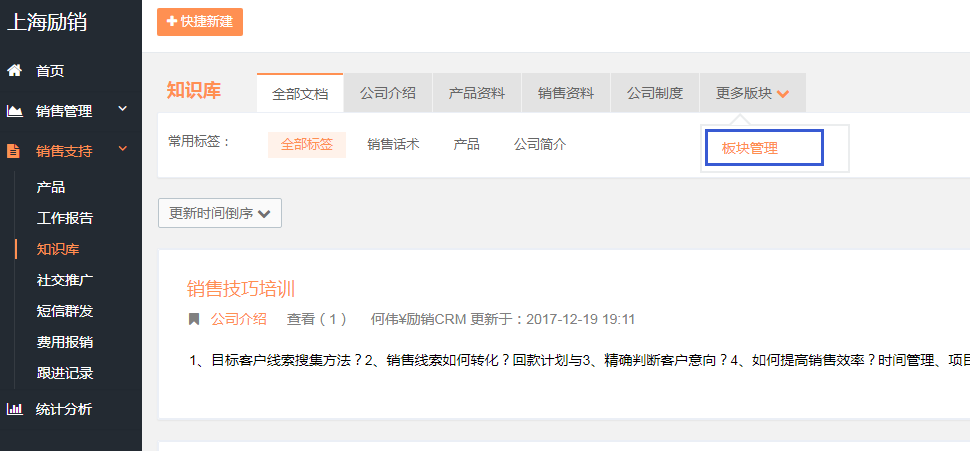 上海励销
快捷新建
首页
销售管理
销售支持
产品
工作报告
知识库
社交推广
短信群发
费用报销
跟进记录
统计分析
知识库
全部文档
公司介绍
产品资料
销售资料
公司制度
更多版块
常用标签：
全部标签
销售话术
产品
公司简介
板块管理
更新时间倒序
销售技巧培训
公司介绍 查看（1） 何伟¥励销CRM 更新于：2017-12-19 19:11
1、目标客户线索搜集方法？2、销售线索如何转化？回款计划与3、精确判断客户意向？4、如何提高销售效率？时间管理、项目